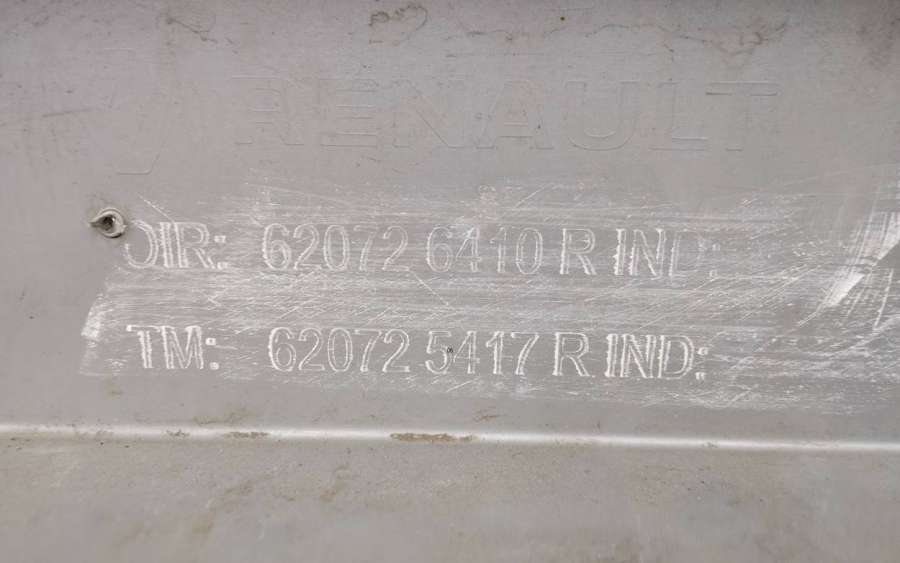 RENAULT
OIR: 62072 6410 R IND:
TM: 62072 5417 R IND: